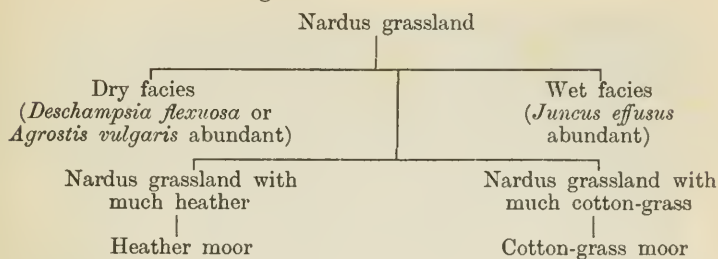 Nardus grassland
Dry facies
(Deschampsia flexuosa or
Agrostis vulgaris abundant)
Wet facies
(Juncus effusus
abundant)
Nardus grassland with
much heather
Nardus grassland with
much cotton-grass
Heather moor
Cotton-grass moor